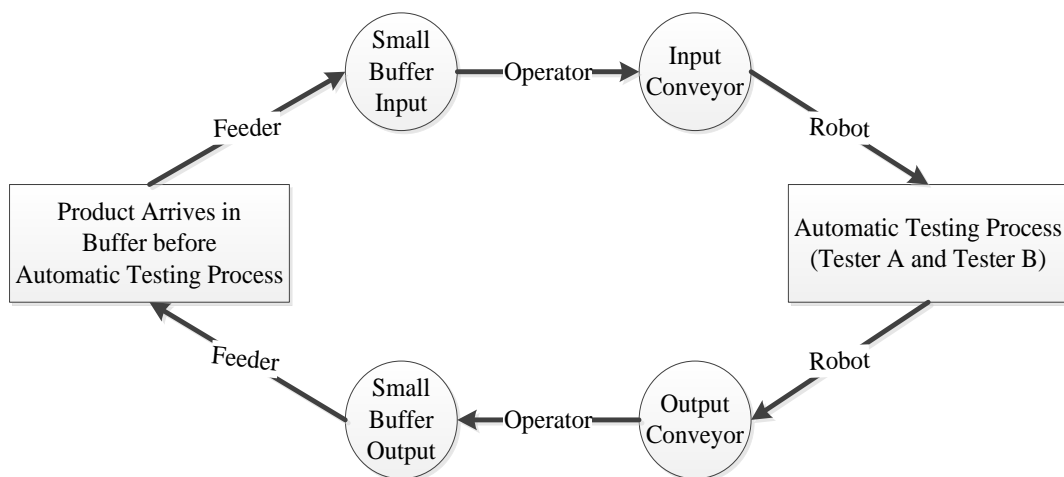 Small
Buffer
Input
Operator
Input
Conveyor
Feeder
Robot
Product Arrives in
Buffer before
Automatic Testing Process
Automatic Testing Process
(Tester A and Tester B)
Feeder
Robot
Small
Buffer
Output
Operator
Output
Conveyor